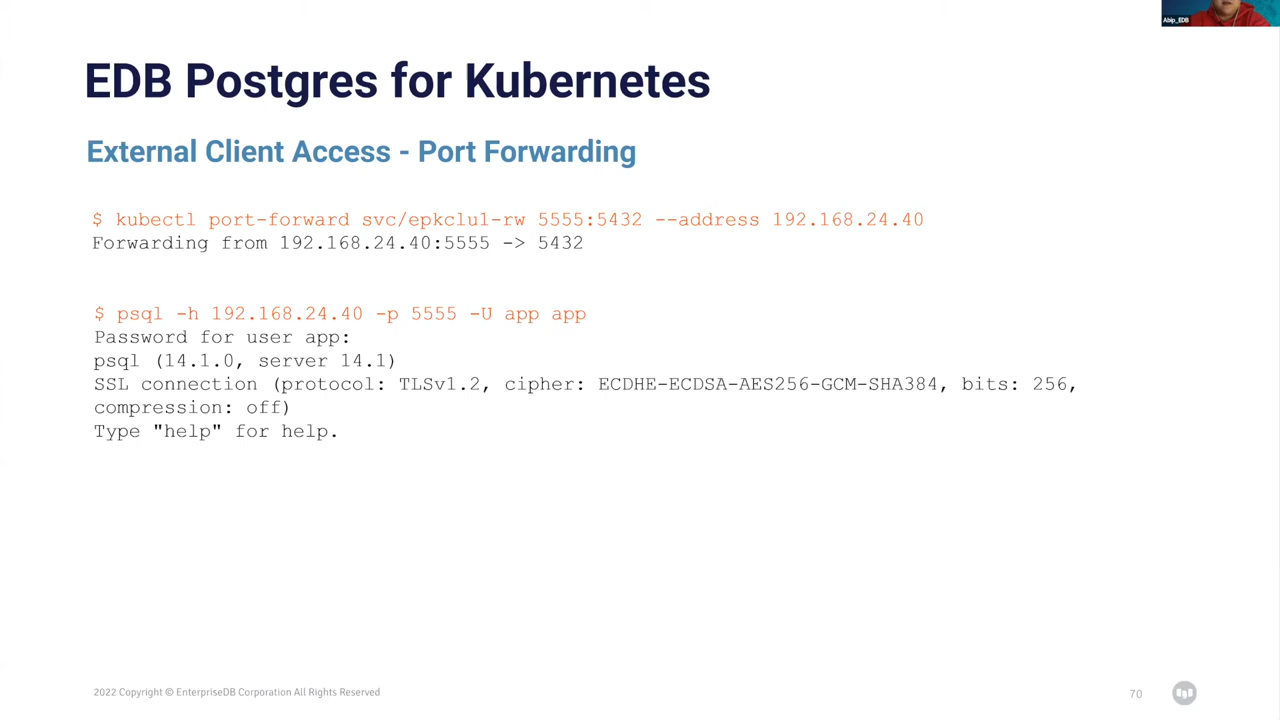 Abip_EDB
EDB Postgres for Kubernetes
External Client Access - Port Forwarding
$ kubectl port-forward svc/epkclu1-rw 5555:5432 --address 192.168.24.40
Forwarding from 192.168.24.40:5555 -> 5432
$ psql -h 192.168.24.40 -p 5555 -U app app
Password for user app:
psql (14.1.0, server 14.1)
SSL connection (protocol: TLSv1.2, cipher: ECDHE-ECDSA-AES256-GCM-SHA384, bits: 256,
compression: off)
Type "help" for help.
2022 Copyright © EnterpriseDB Corporation All Rights Reserved
70